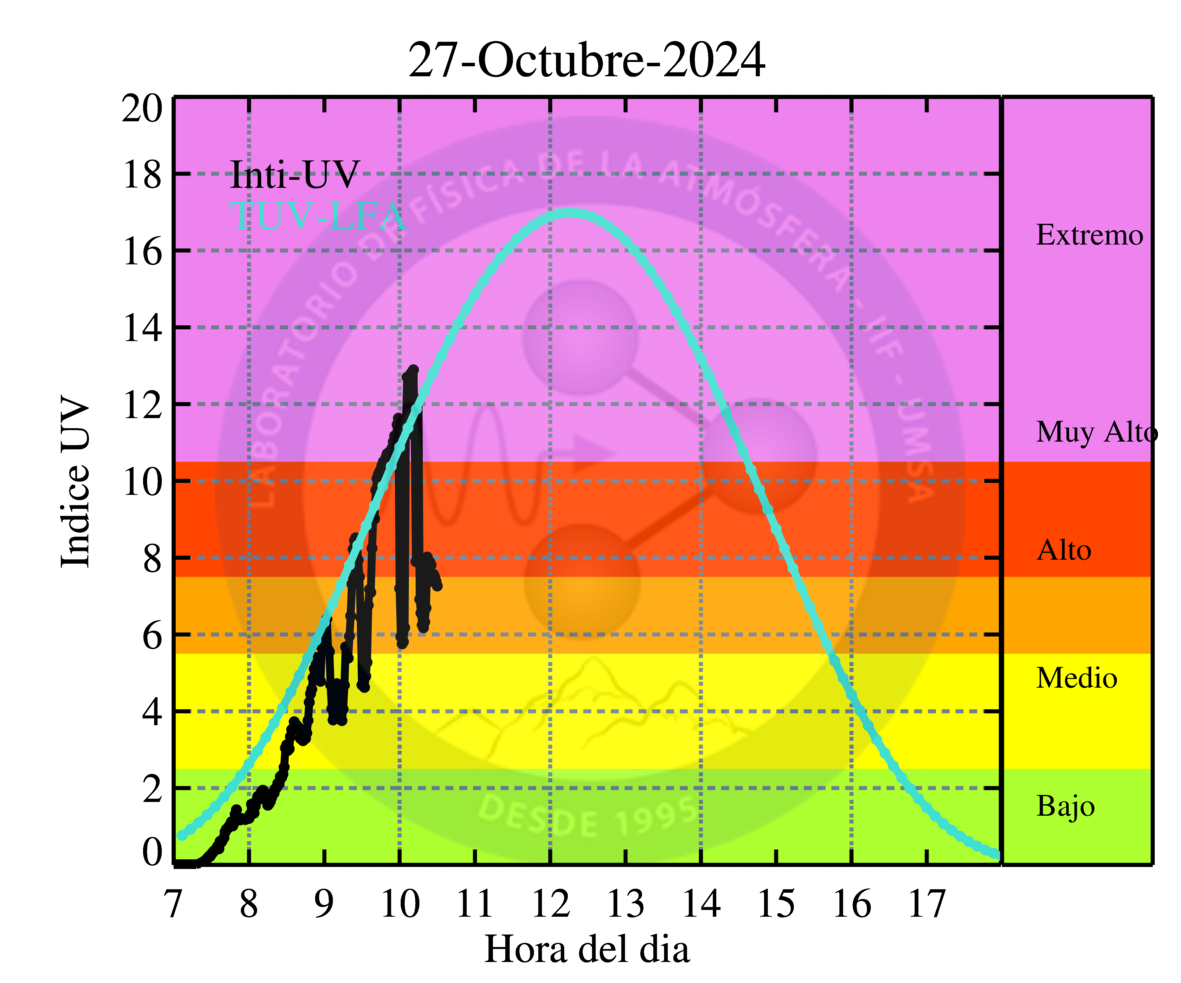 27-Octubre-2024
20
18
16
14
12
10
8
6
4
2
0
Indice UV
Inti-UV
TUV-LFA
LABORATORIO DE FÍSICA DE LA ATMÓSFERA - IIF - UMSA
DESDE 1995
Extremo
Muy Alto
Alto
Medio
Bajo
7 8 9 10 11 12 13 14 15 16 17
Hora del dia